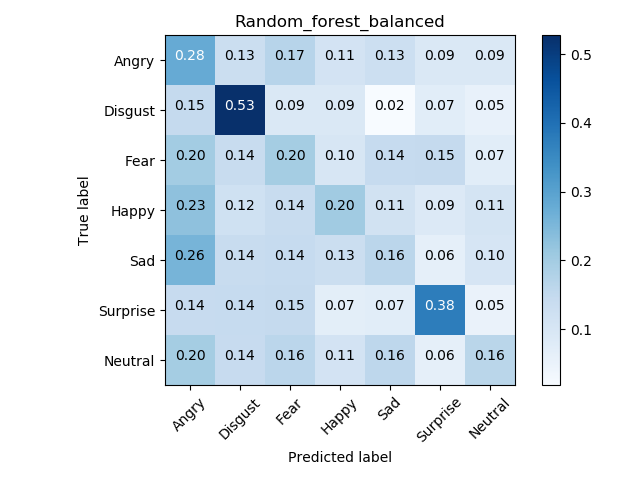 Random_forest_balanced
True label
Angry 0.28 0.13 0.17 0.11 0.13 0.09 0.09
Disgust 0.15 0.53 0.09 0.09 0.02 0.07 0.05
Fear 0.20 0.14 0.20 0.10 0.14 0.15 0.07
Happy 0.23 0.12 0.14 0.20 0.11 0.09 0.11
Sad 0.26 0.14 0.14 0.13 0.16 0.06 0.10
Surprise 0.14 0.14 0.15 0.07 0.07 0.38 0.05
Neutral 0.20 0.14 0.16 0.11 0.16 0.06 0.16
Angry Disgust Fear Happy Sad Surprise Neutral
Predicted label
0.5
0.4
0.3
0.2
0.1